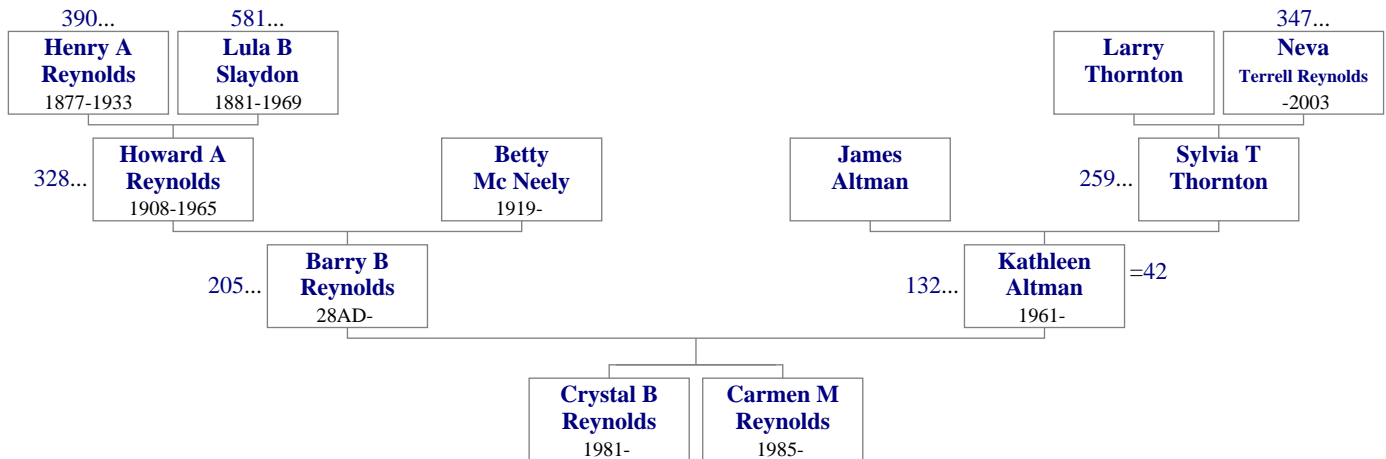 390...
581...
347...
Henry A
Reynolds
1877-1933
Lula B
Slaydon
1881-1969
Larry
Thornton
Neva
Terrell Reynolds
-2003
328...
Howard A
Reynolds
1908-1965
Betty
Mc Neely
1919-
James
Altman
259...
Sylvia T
Thornton
205...
Barry B
Reynolds
28AD-
132...
Kathleen
Altman
1961-
=42
Crystal B
Reynolds
1981-
Carmen M
Reynolds
1985-